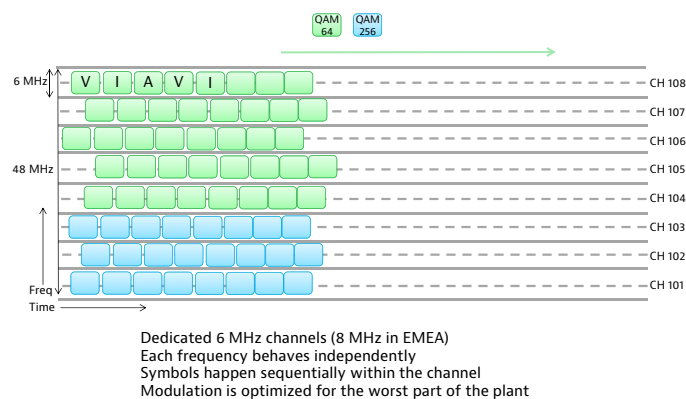 QAM 64
QAM 256
6 MHz
V I A V I
CH 108
CH 107
CH 106
48 MHz
CH 105
CH 104
CH 103
CH 102
Freq
CH 101
Time
Dedicated 6 MHz channels (8 MHz in EMEA)
Each frequency behaves independently
Symbols happen sequentially within the channel
Modulation is optimized for the worst part of the plant